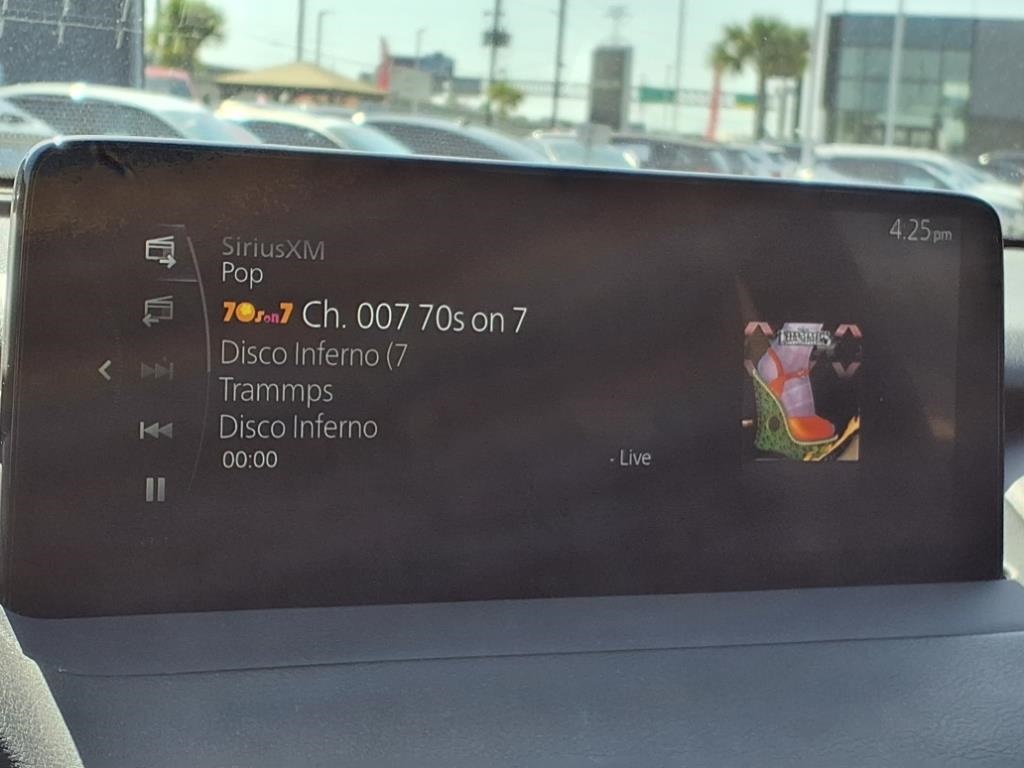 4.25pm
SiriusXM
Pop
70s on 7 Ch. 007 70s on 7
Disco Inferno (7
Trammps
Disco Inferno
00:00
- Live